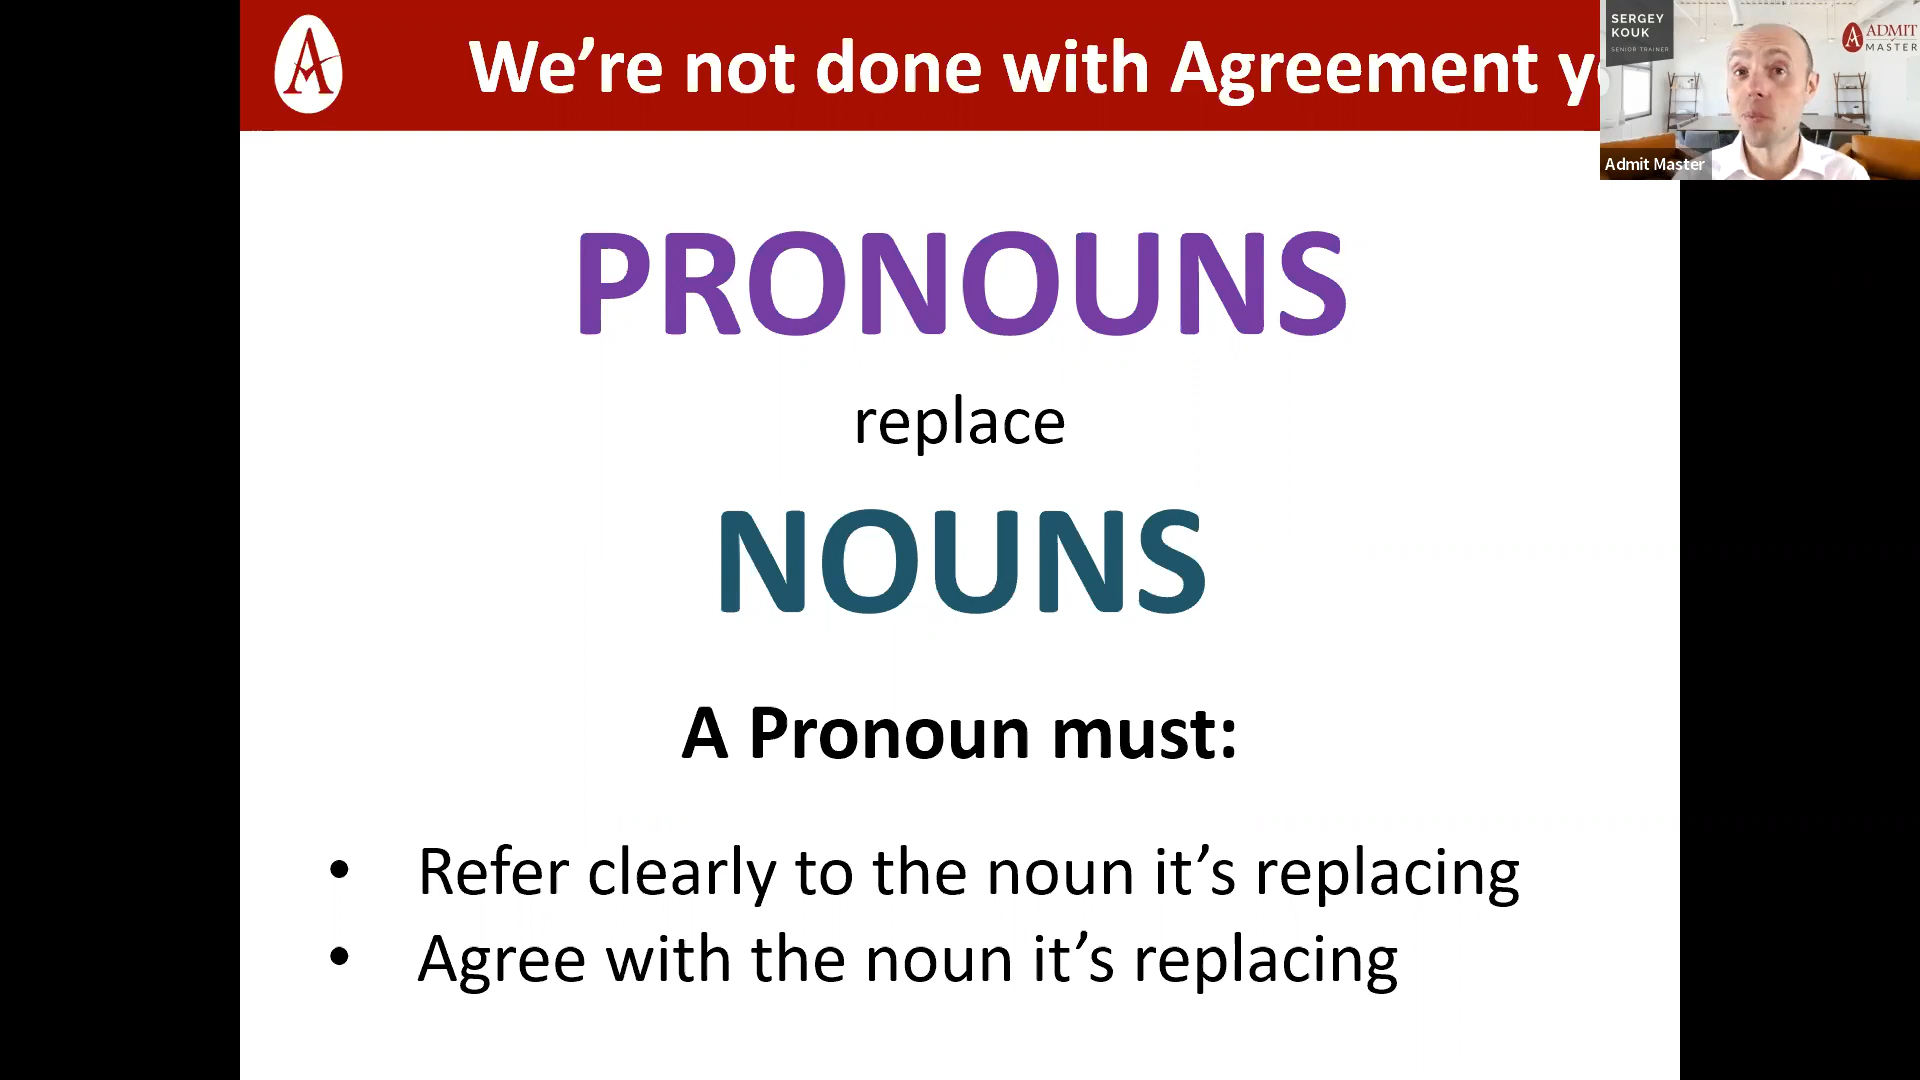 We're not done with Agreement y
SERGEY
KOUK
SENIOR TRAINER
ADMIT
MASTER
Admit Master
PRONOUNS
replace
NOUNS
A Pronoun must:
• Refer clearly to the noun it's replacing
• Agree with the noun it's replacing